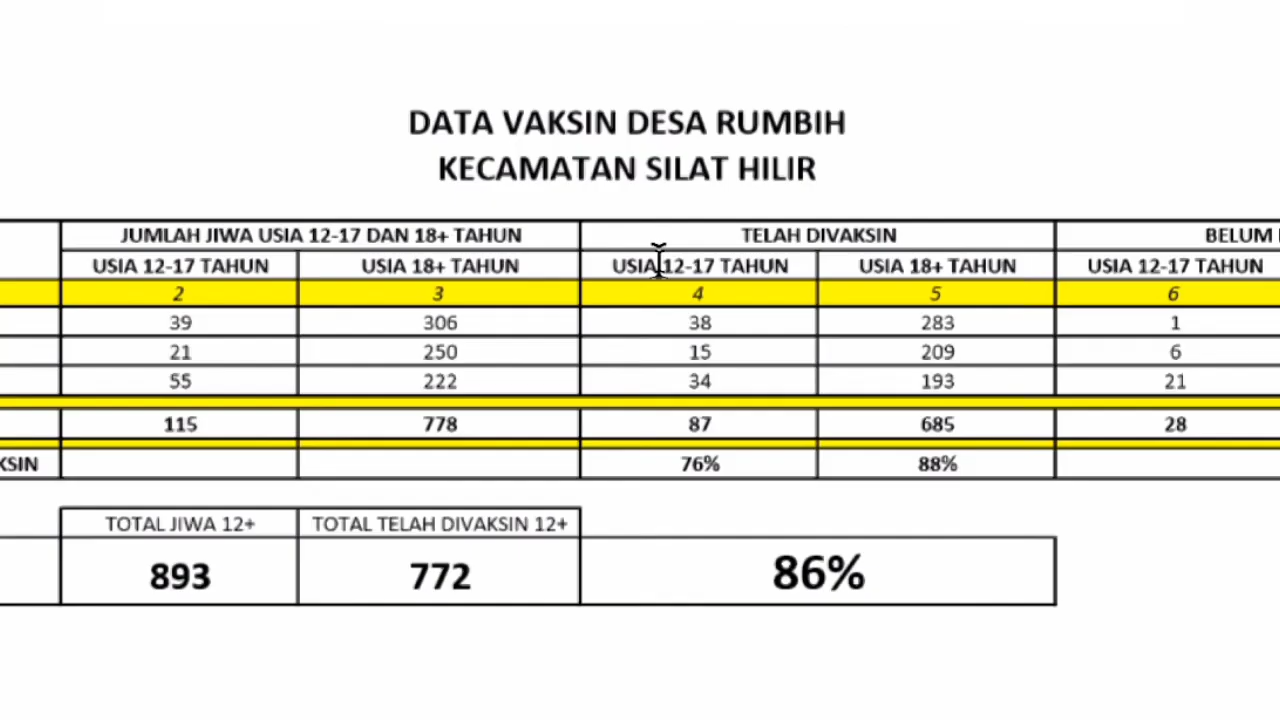 DATA VAKSIN DESA RUMBIH
KECAMATAN SILAT HILIR
JUMLAH JIWA USIA 12-17 DAN 18+ TAHUN TELAH DIVAKSIN BELUM
USIA 12-17 TAHUN USIA 18+ TAHUN USIA 12-17 TAHUN USIA 18+ TAHUN USIA 12-17 TAHUN
2 3 4 5 6
39 306 38 283 1
21 250 15 209 6
55 222 34 193 21
115 778 87 685 28
KSIN 76% 88%
TOTAL JIWA 12+ TOTAL TELAH DIVAKSIN 12+
893 772 86%